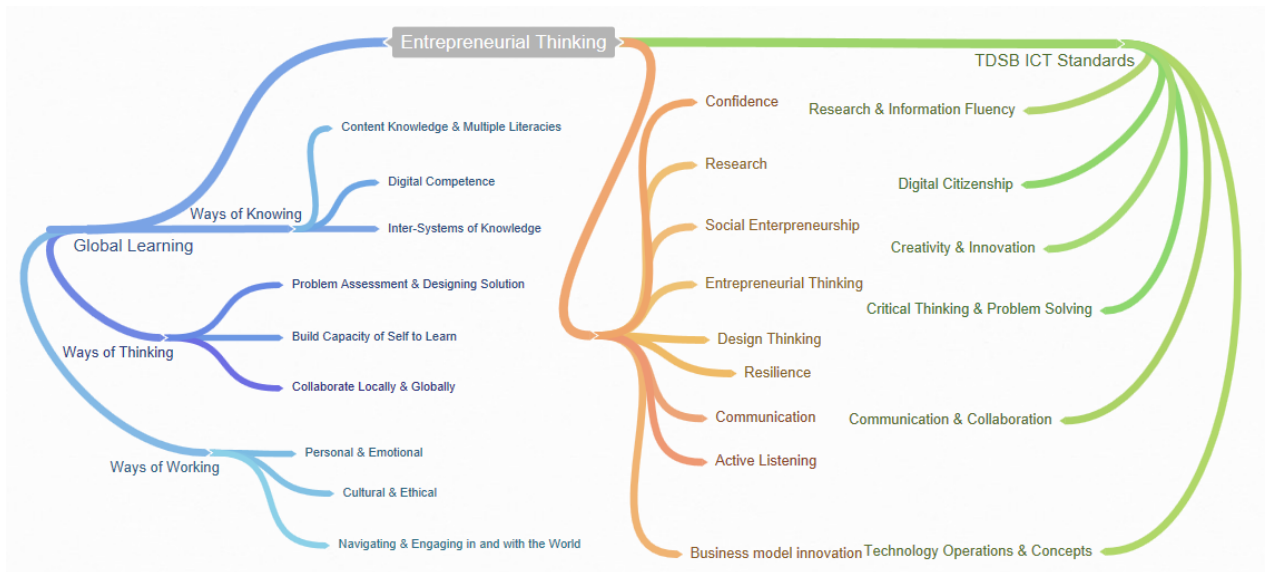 Entrepreneurial Thinking
Global Learning
Ways of Knowing
Content Knowledge & Multiple Literacies
Digital Competence
Inter-Systems of Knowledge
Ways of Thinking
Problem Assessment & Designing Solution
Build Capacity of Self to Learn
Collaborate Locally & Globally
Ways of Working
Personal & Emotional
Cultural & Ethical
Navigating & Engaging in and with the World
Confidence
Research
Social Enterpreneurship
Entrepreneurial Thinking
Design Thinking
Resilience
Communication
Active Listening
Business model innovation
TDSB ICT Standards
Research & Information Fluency
Digital Citizenship
Creativity & Innovation
Critical Thinking & Problem Solving
Communication & Collaboration
Technology Operations & Concepts